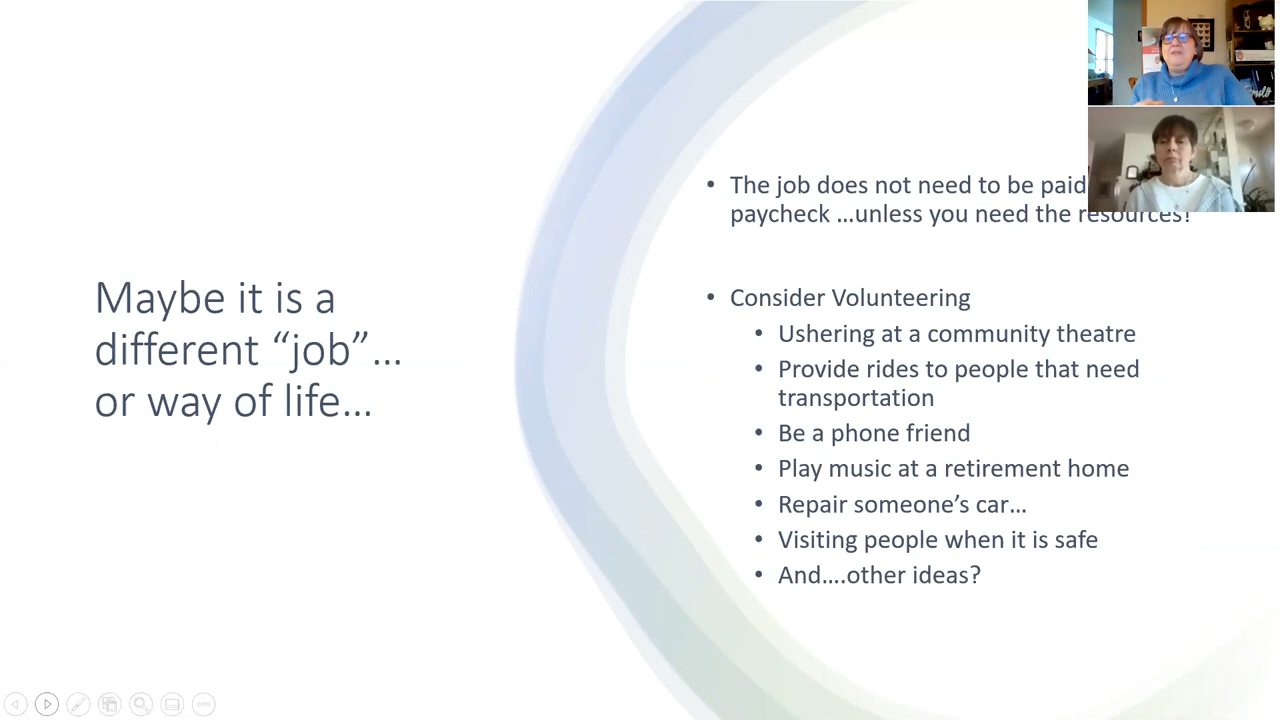 Maybe it is a
different “job”…
or way of life…
• The job does not need to be paid
paycheck …unless you need the resources!
• Consider Volunteering
• Ushering at a community theatre
• Provide rides to people that need
transportation
• Be a phone friend
• Play music at a retirement home
• Repair someone’s car…
• Visiting people when it is safe
• And….other ideas?